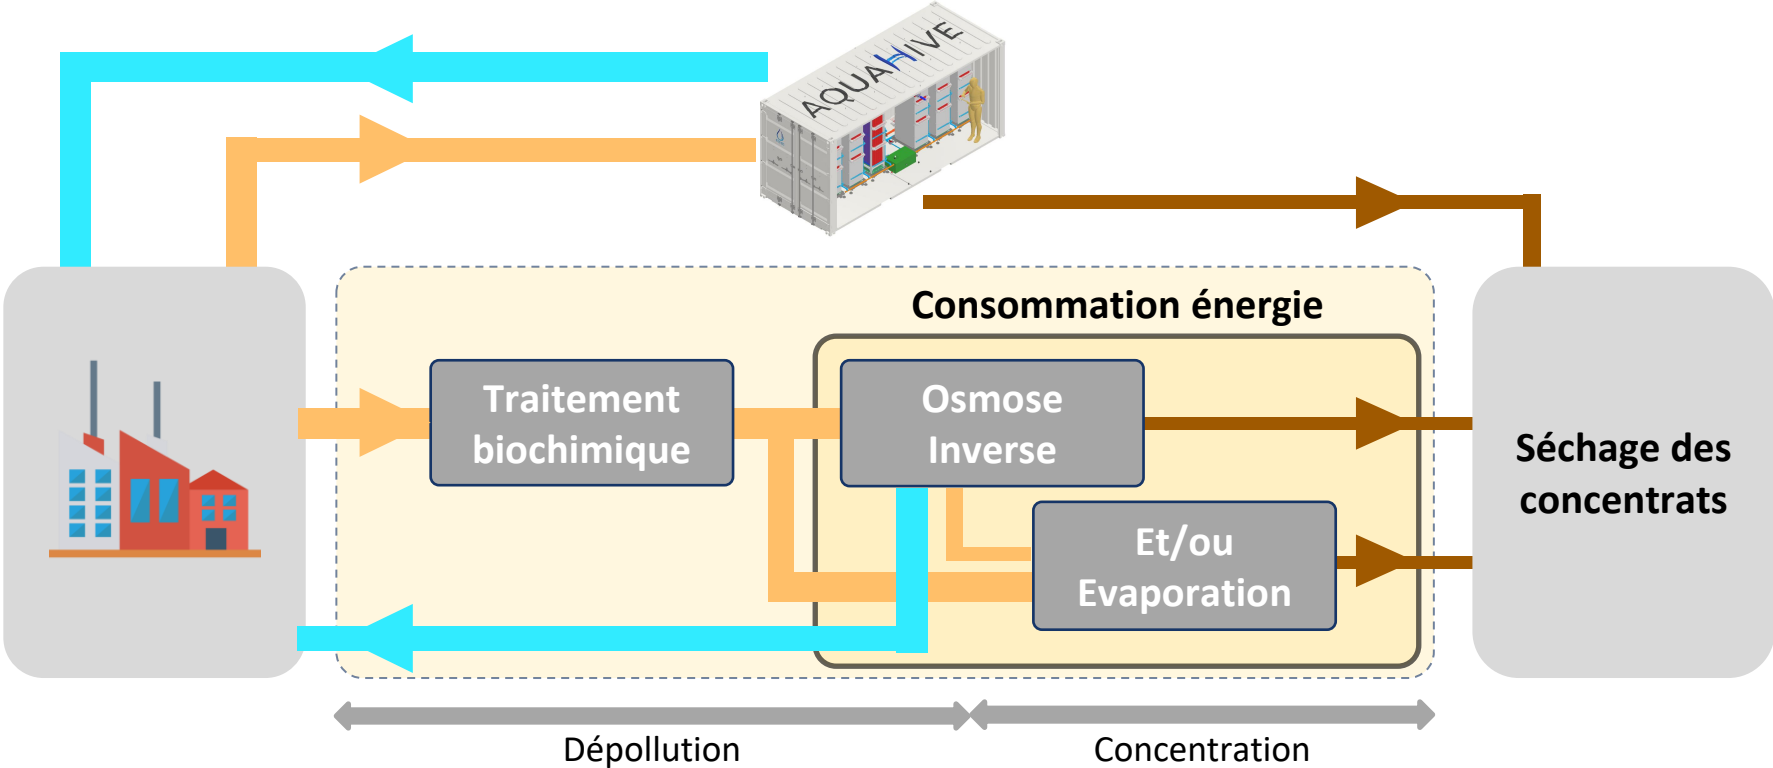 AQUAHIVE
Consommation énergie
Traitement
biochimique
Osmose
Inverse
Et/ou
Evaporation
Séchage des
concentrats
Dépollution
Concentration